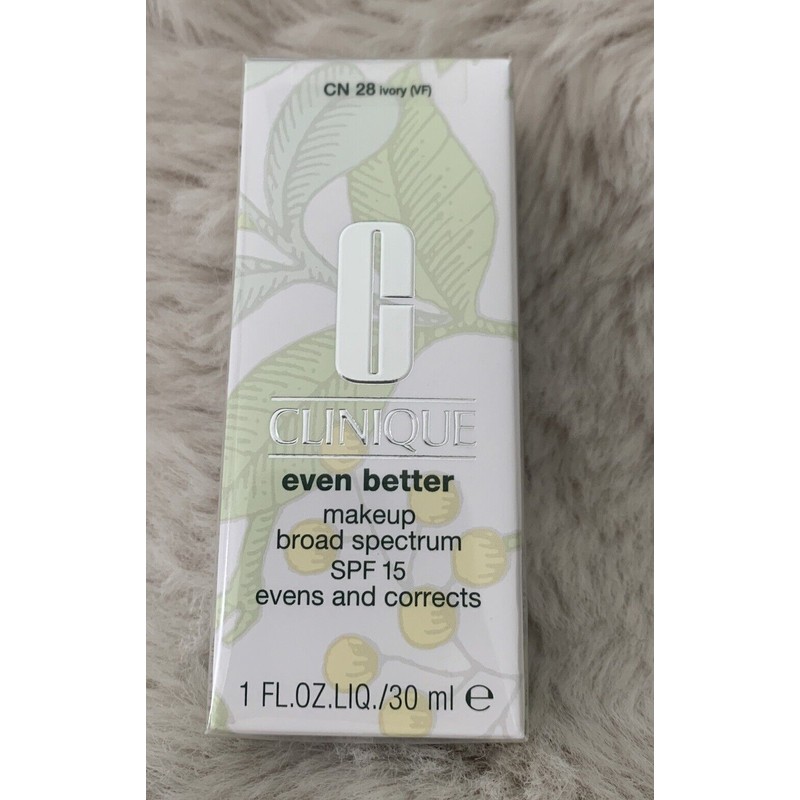 CN 28 ivory (VF)
C
CLINIQUE
even better
makeup
broad spectrum
SPF 15
evens and corrects
1 FL.OZ.LIQ./30 ml ℮